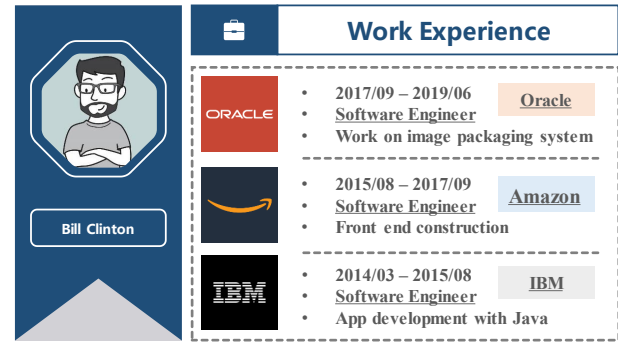 Work Experience
Bill Clinton
ORACLE
• 2017/09 – 2019/06
• Software Engineer
• Work on image packaging system
Oracle
• 2015/08 – 2017/09
• Software Engineer
• Front end construction
Amazon
IBM
• 2014/03 – 2015/08
• Software Engineer
• App development with Java
IBM